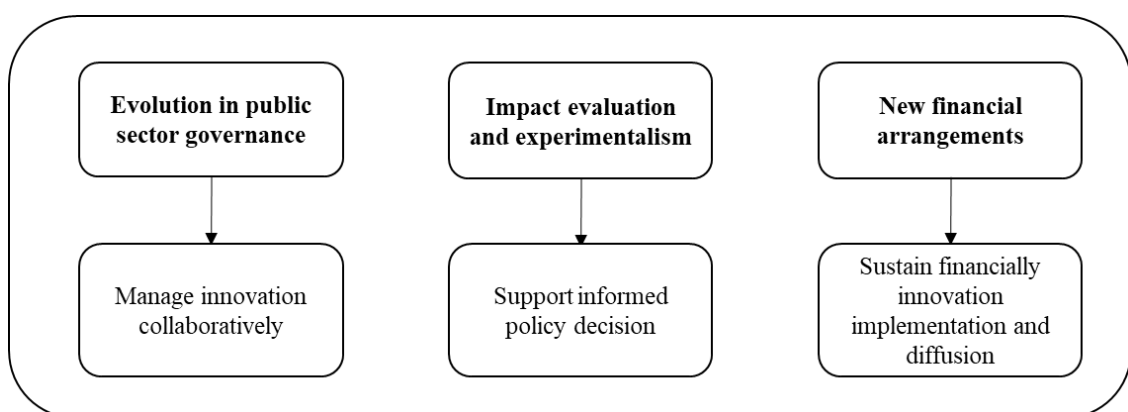 Evolution in public
sector governance
Impact evaluation
and experimentalism
New financial
arrangements
Manage innovation
collaboratively
Support informed
policy decision
Sustain financially
innovation
implementation and
diffusion